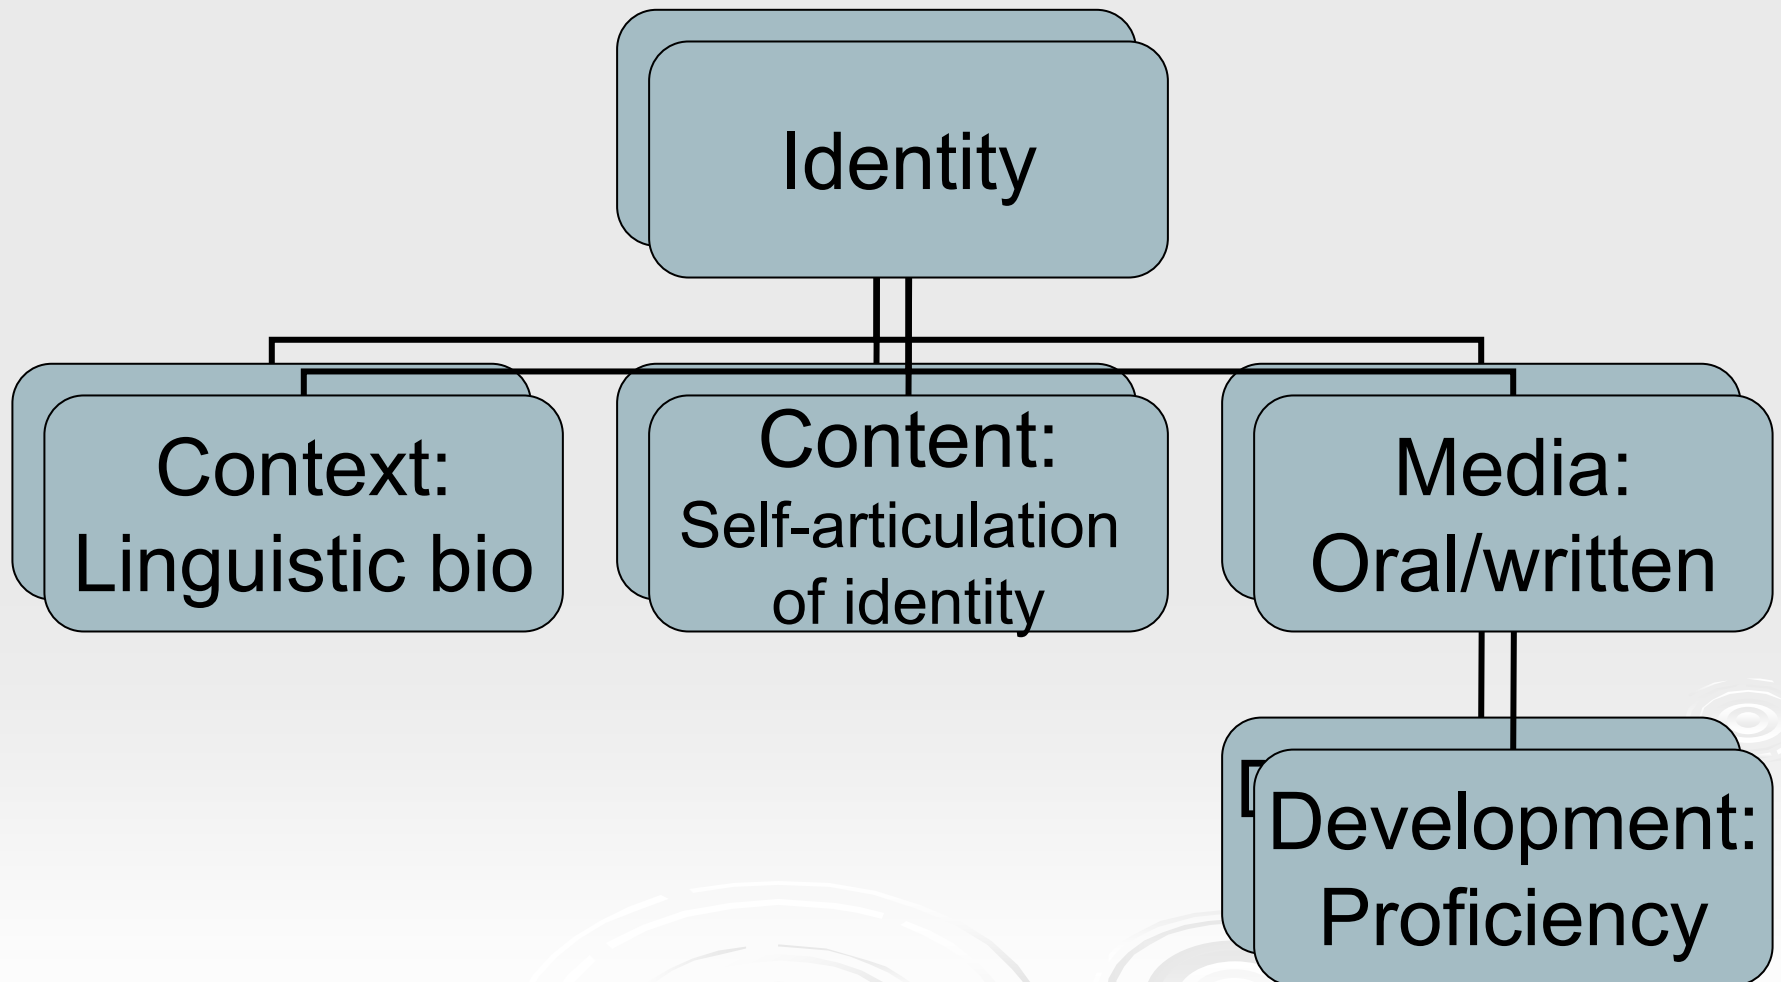 Identity
Context:
Linguistic bio
Content:
Self-articulation
of identity
Media:
Oral/written
Development:
Proficiency